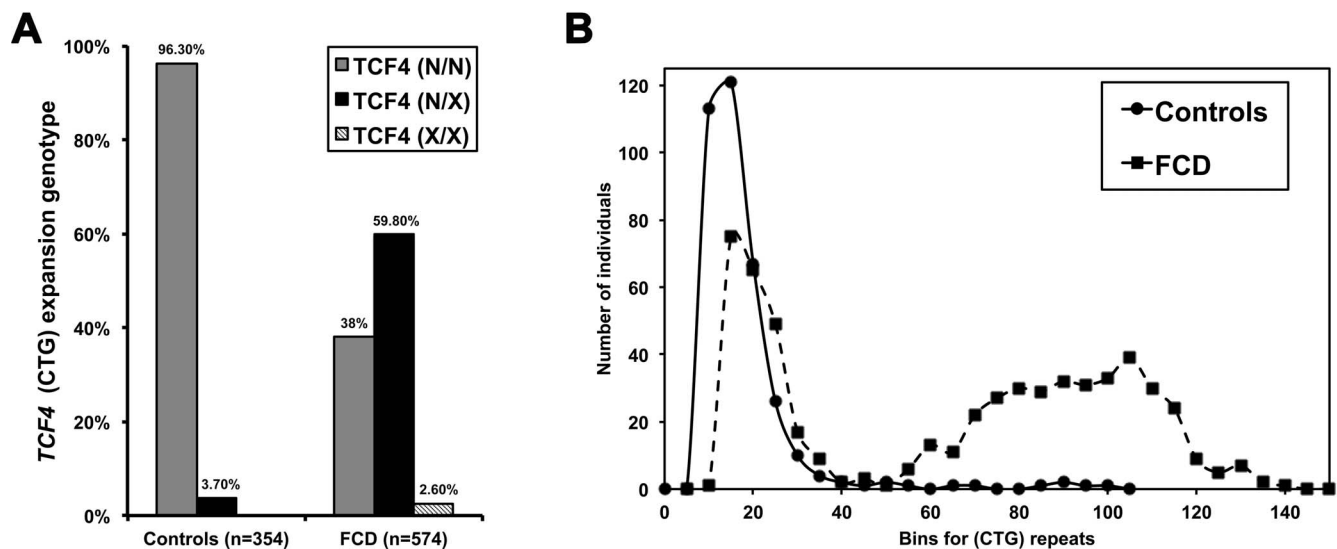 A
TCF4 (CTG) expansion genotype
100%
80%
60%
40%
20%
0%
96.30%
3.70%
38%
59.80%
2.60%
TCF4 (N/N)
TCF4 (N/X)
TCF4 (X/X)
Controls (n=354)
FCD (n=574)
B
Number of individuals
120
100
80
60
40
20
0
Controls
FCD
0 20 40 60 80 100 120 140
Bins for (CTG) repeats